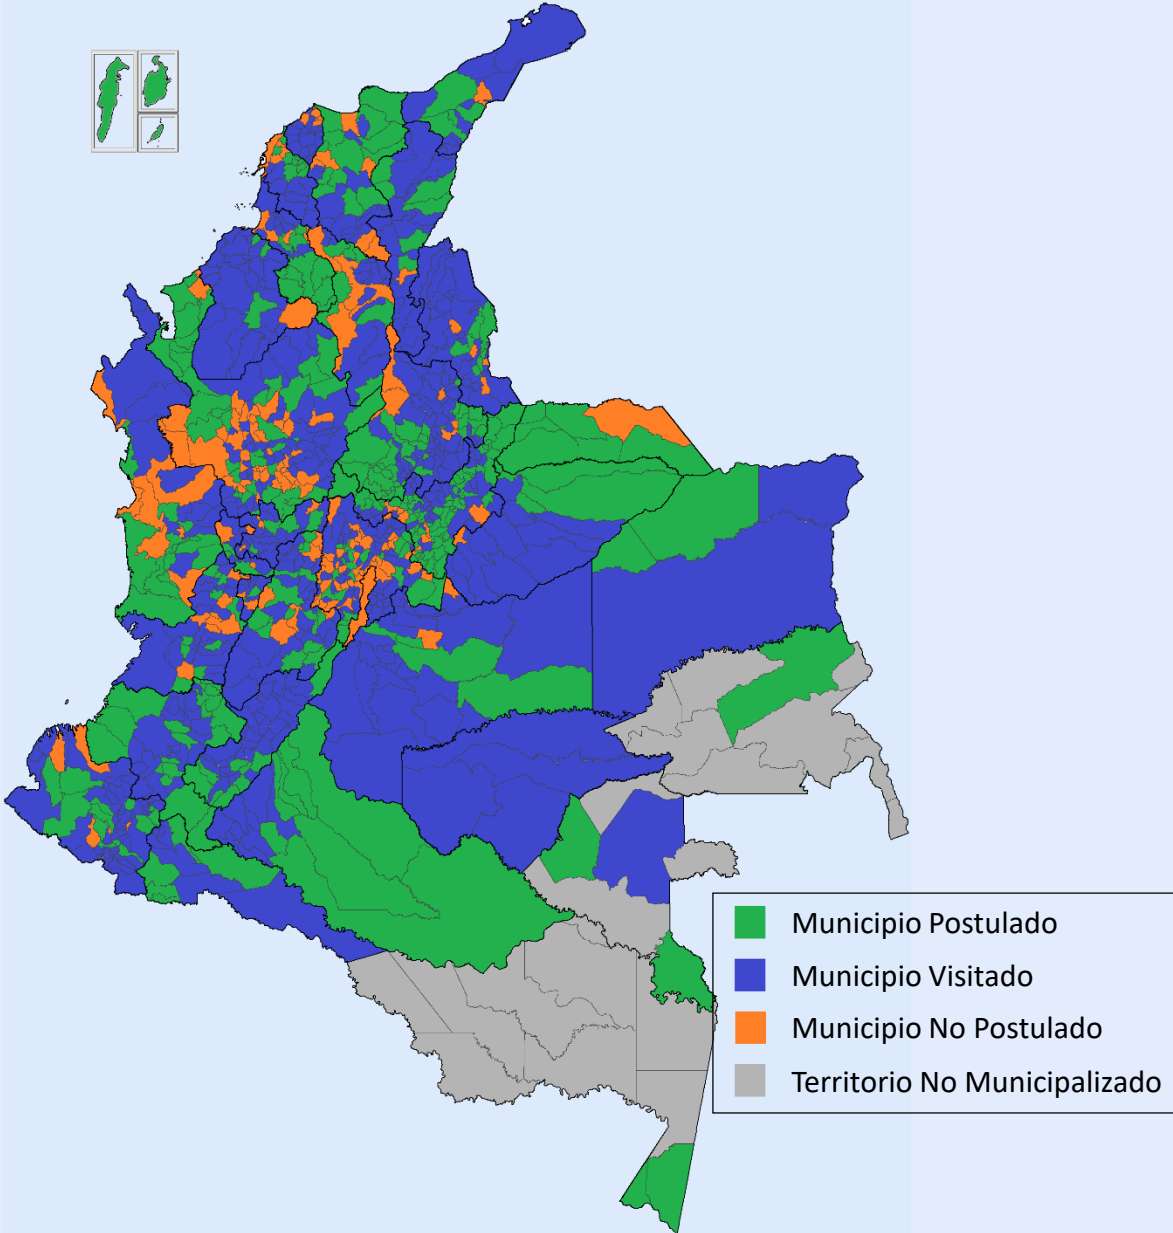 Municipio Postulado
Municipio Visitado
Municipio No Postulado
Territorio No Municipalizado